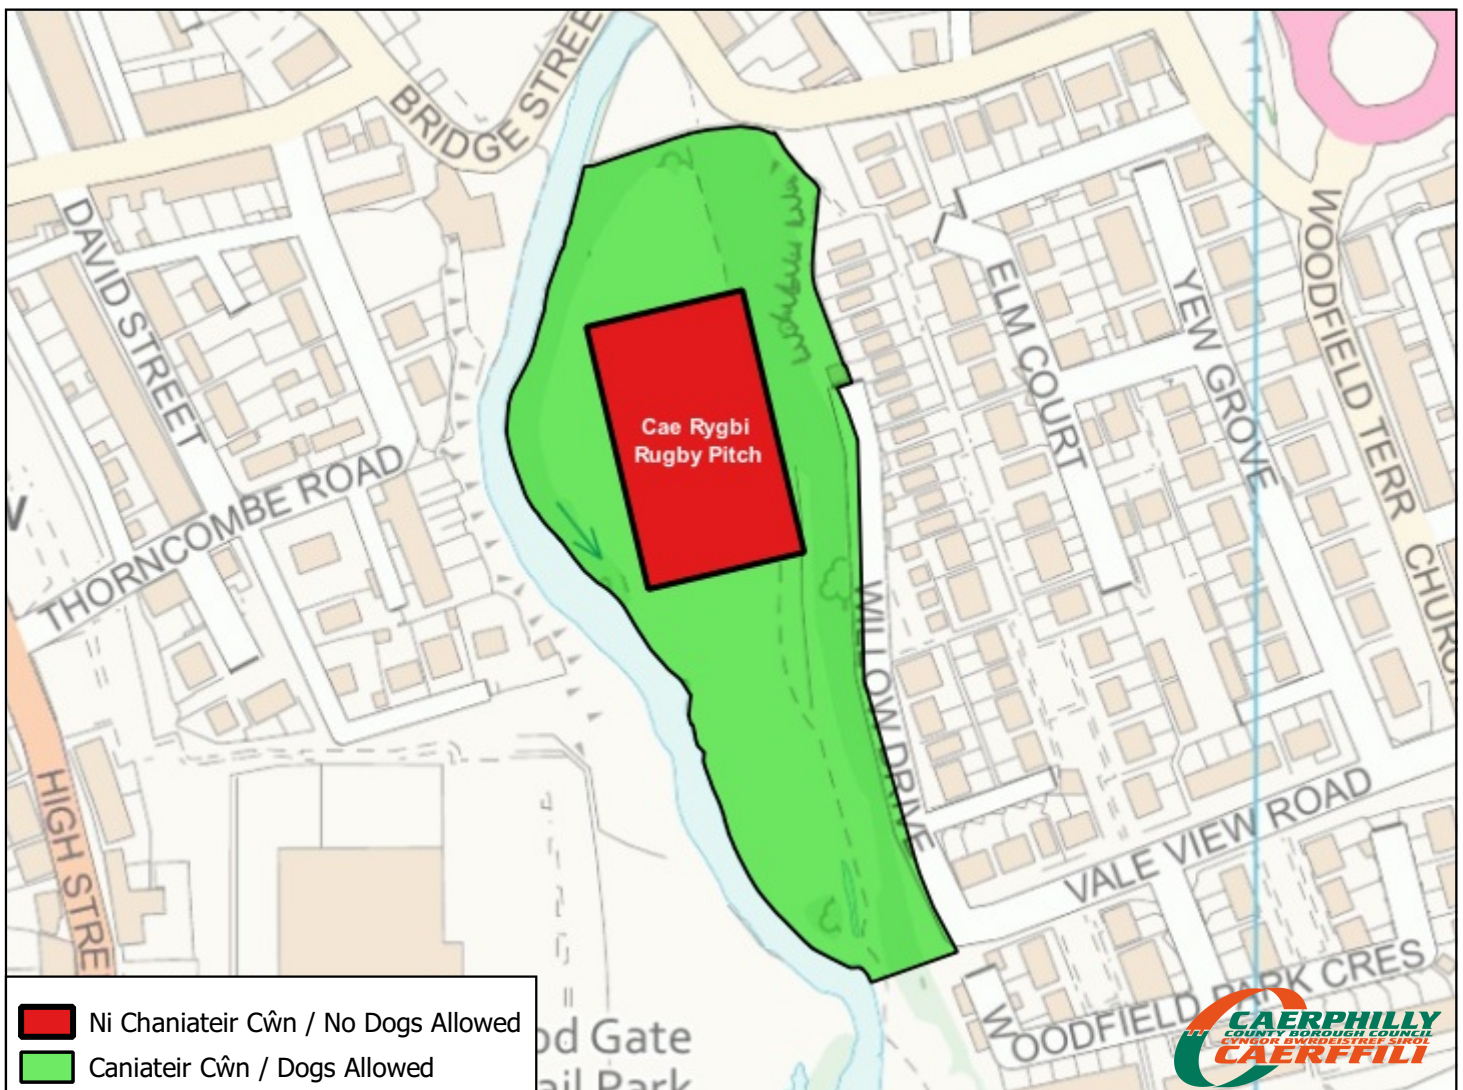 BRIDGE STREE
DAVID STREET
THORNCOMBE ROAD
HIGH STRE
ELM COURT
YEW GROVE
WOODFIELD TERR
CHURC
WILLOW DRIVE
VALE VIEW ROAD
WOODFIELD PARK CRES
Cae Rygbi
Rugby Pitch
od Gate
ail Park
Ni Chaniateir Cŵn / No Dogs Allowed
Caniateir Cŵn / Dogs Allowed
CAERPHILLY
COUNTY BOROUGH COUNCIL
CYNGOR BWRDEISTREF SIROL
CAERFFILI